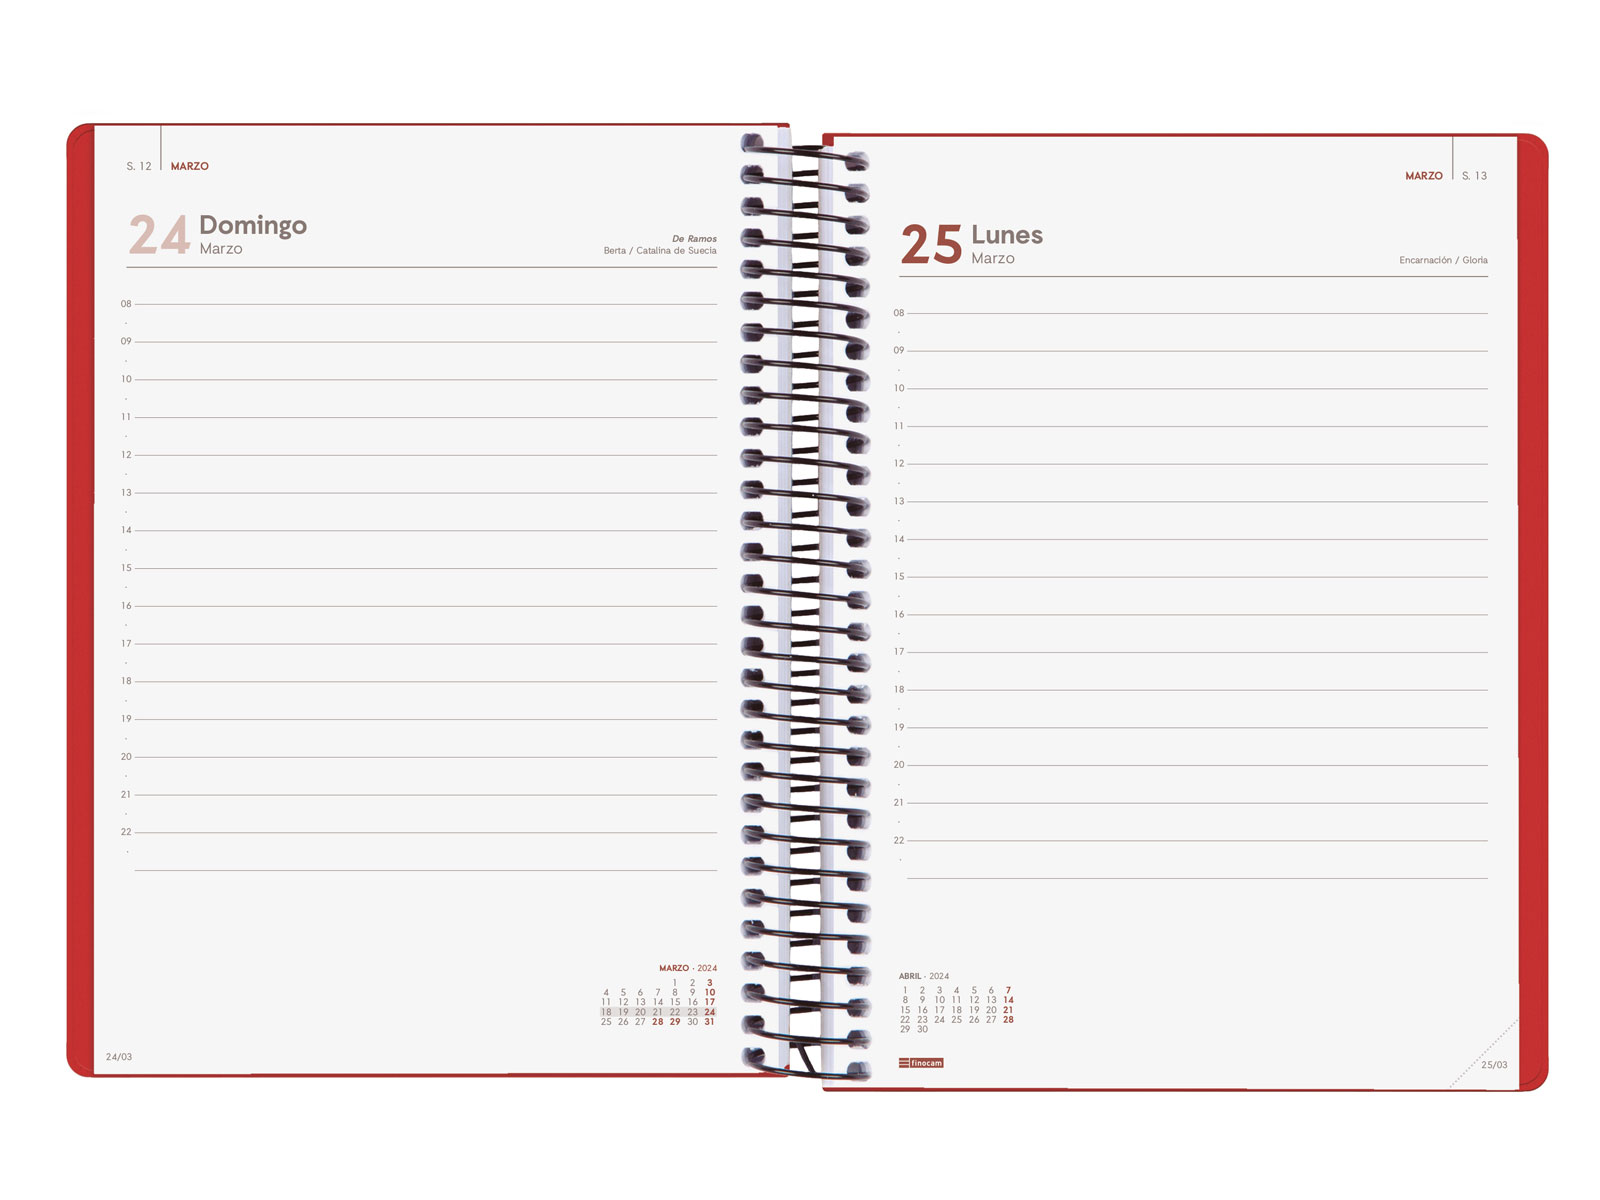 S. 12 MARZO
24 Domingo
Marzo
De Ramos
Berta / Catalina de Suecia
08
09
10
11
12
13
14
15
16
17
18
19
20
21
22
MARZO · 2024
1 2 3
4 5 6 7 8 9 10
11 12 13 14 15 16 17
18 19 20 21 22 23 24
25 26 27 28 29 30 31
24/03
MARZO S. 13
25 Lunes
Marzo
Encarnación / Gloria
08
09
10
11
12
13
14
15
16
17
18
19
20
21
22
ABRIL · 2024
1 2 3 4 5 6 7
8 9 10 11 12 13 14
15 16 17 18 19 20 21
22 23 24 25 26 27 28
29 30
finocam
25/03